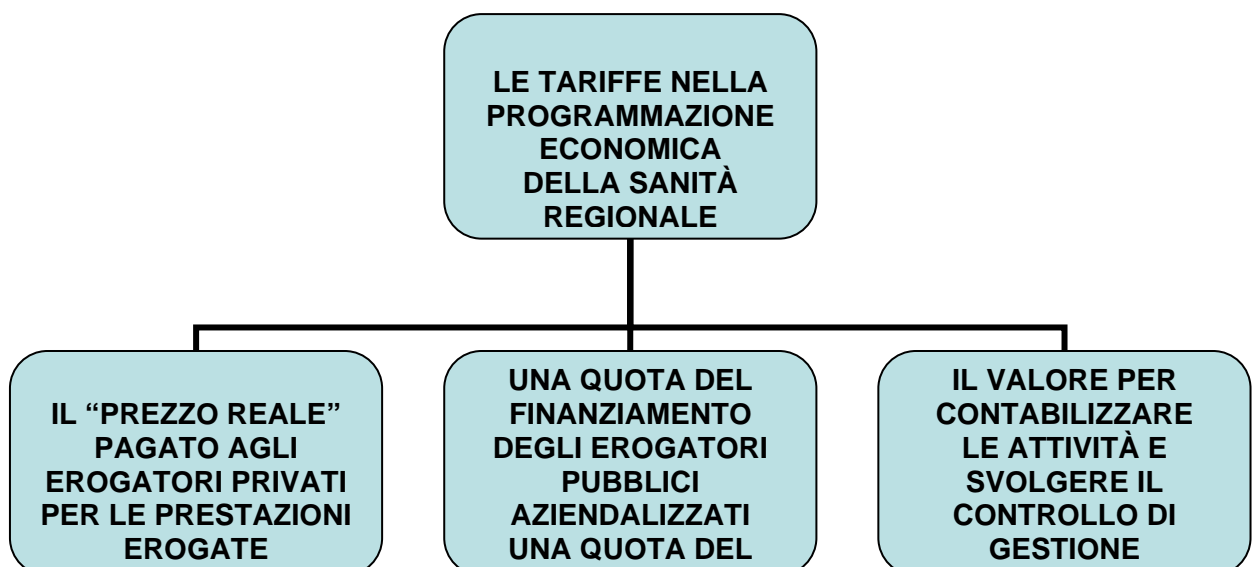 LE TARIFFE NELLA
PROGRAMMAZIONE
ECONOMICA
DELLA SANITÀ
REGIONALE
IL “PREZZO REALE”
PAGATO AGLI
EROGATORI PRIVATI
PER LE PRESTAZIONI
EROGATE
UNA QUOTA DEL
FINANZIAMENTO
DEGLI EROGATORI
PUBBLICI
AZIENDALIZZATI
UNA QUOTA DEL
IL VALORE PER
CONTABILIZZARE
LE ATTIVITÀ E
SVOLGERE IL
CONTROLLO DI
GESTIONE